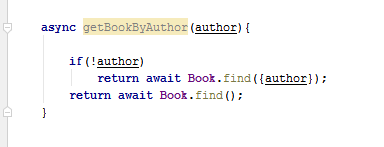 async getBookByAuthor(author){
if(!author)
return await Book.find({author});
return await Book.find();
}